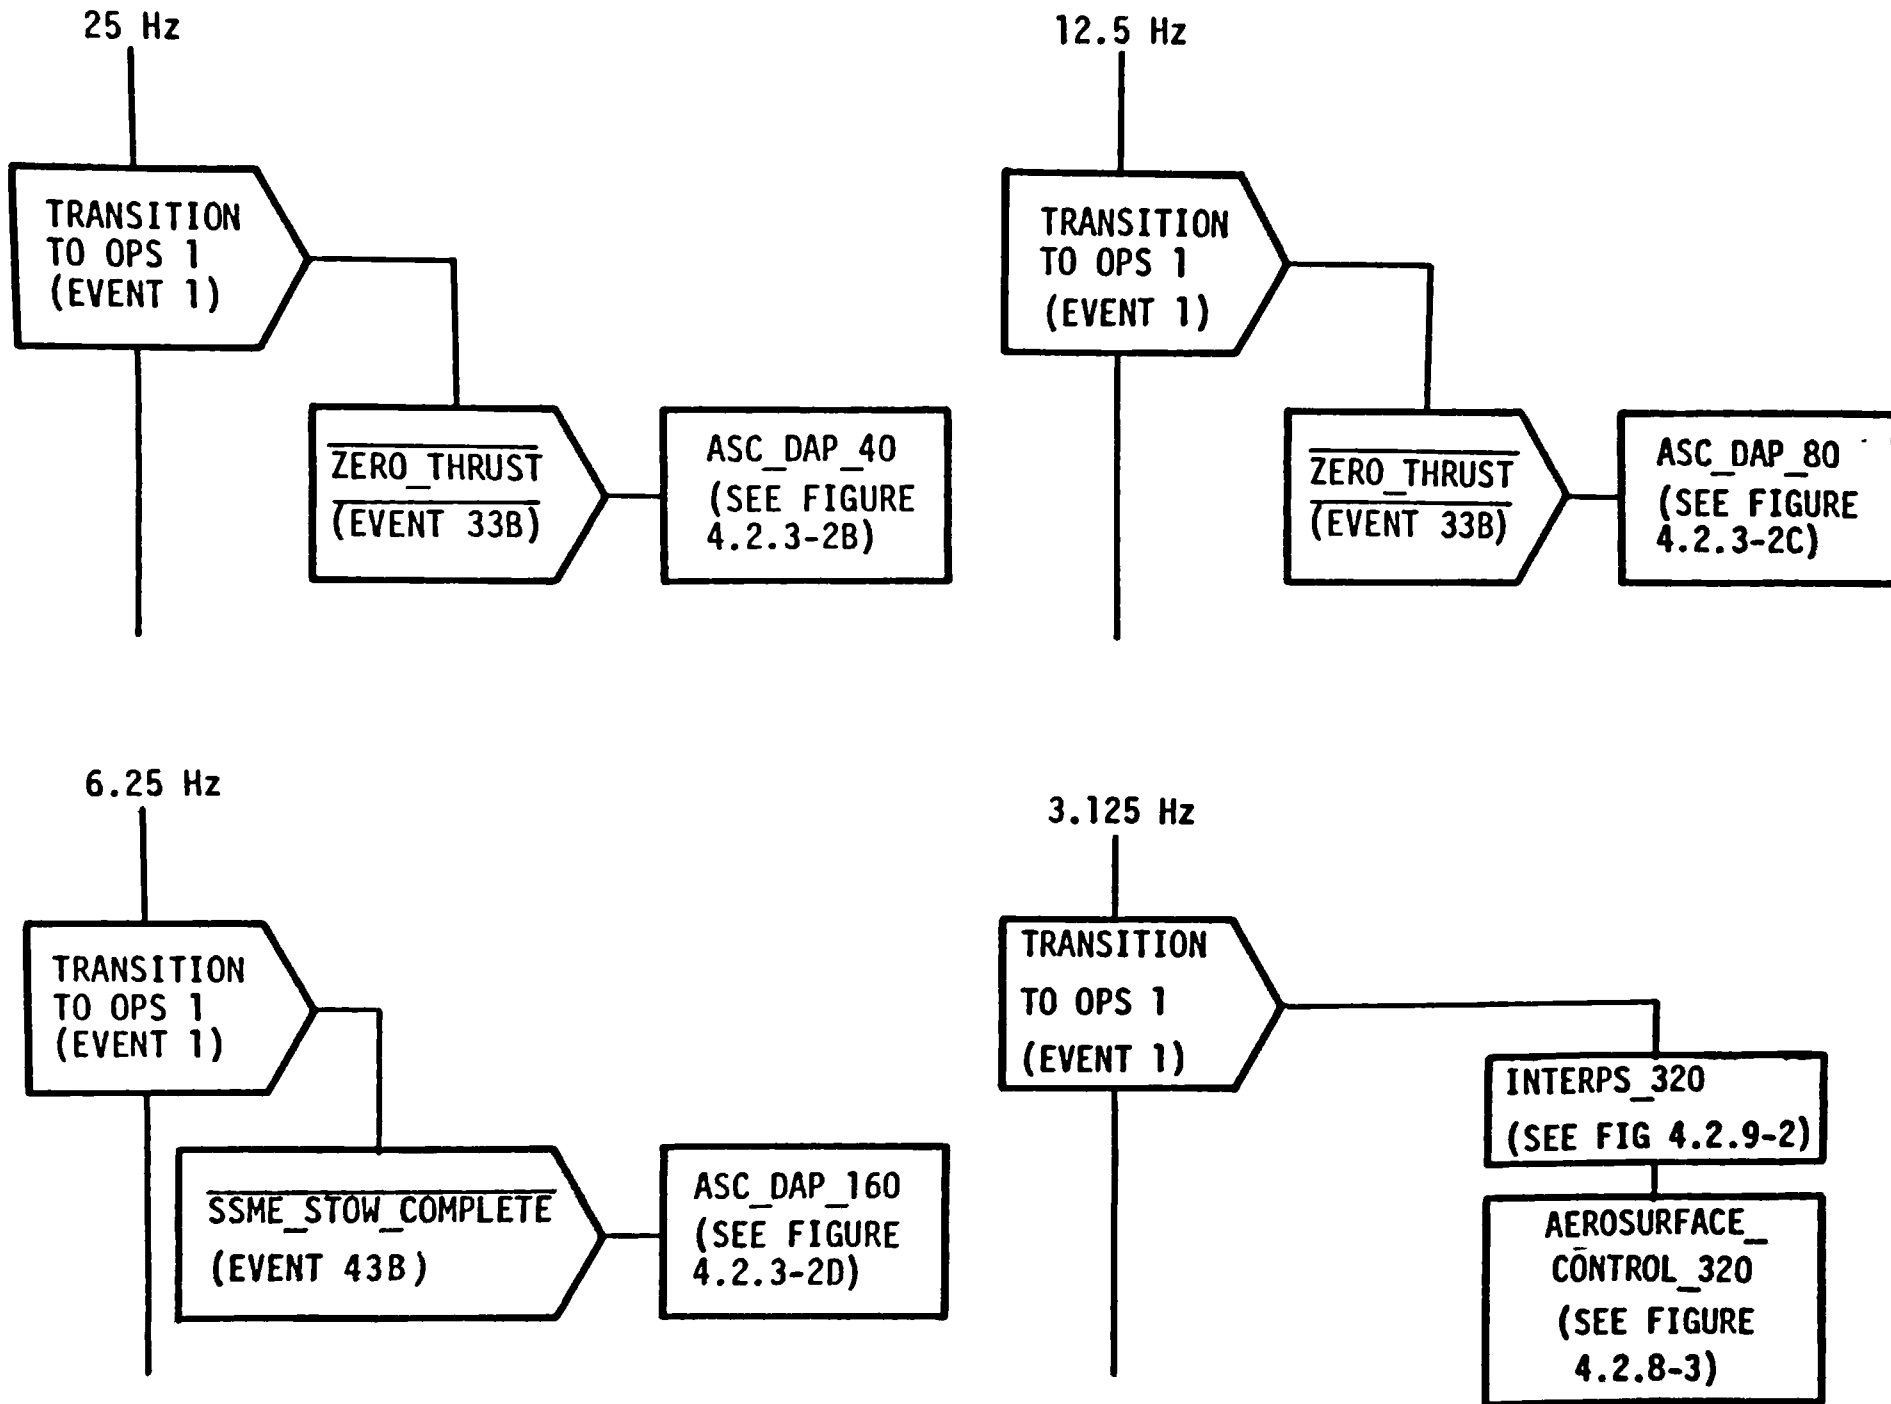 25 Hz
TRANSITION
TO OPS 1
(EVENT 1)
ZERO_THRUST
(EVENT 33B)
ASC_DAP_40
(SEE FIGURE
4.2.3-2B)
12.5 Hz
TRANSITION
TO OPS 1
(EVENT 1)
ZERO_THRUST
(EVENT 33B)
ASC_DAP_80
(SEE FIGURE
4.2.3-2C)
6.25 Hz
TRANSITION
TO OPS 1
(EVENT 1)
SSME_STOW_COMPLETE
(EVENT 43B)
ASC_DAP_160
(SEE FIGURE
4.2.3-2D)
3.125 Hz
TRANSITION
TO OPS 1
(EVENT 1)
INTERPS_320
(SEE FIG 4.2.9-2)
AEROSURFACE_
CONTROL_320
(SEE FIGURE
4.2.8-3)